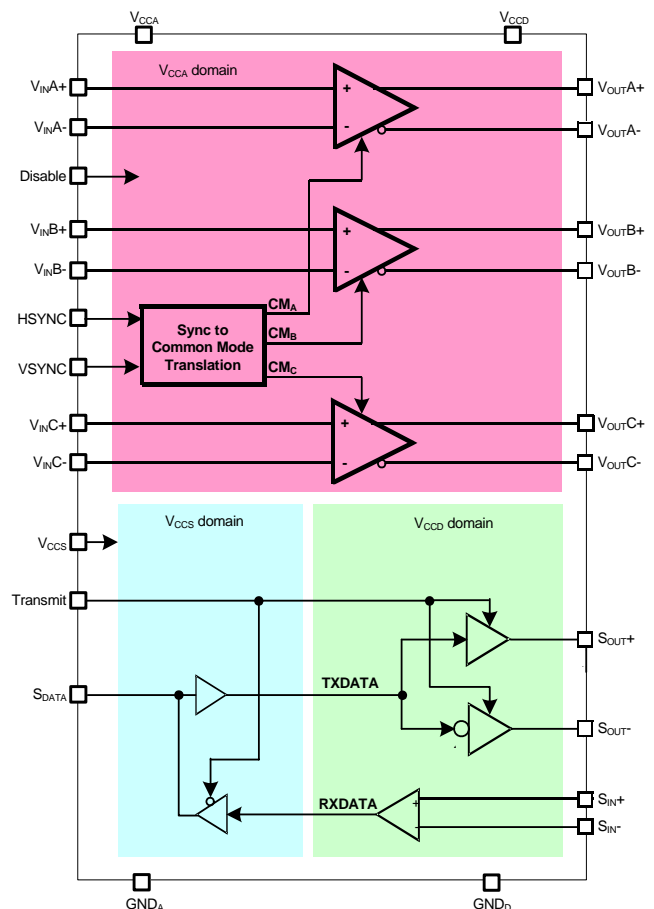 VCCA VCCD
VCCA domain
VINA+ + VOUTA+
VINA- - VOUTA-
Disable
VINB+ + VOUTB+
VINB- - VOUTB-
HSYNC
VSYNC
Sync to
Common Mode
Translation
CMA
CMB
CMC
VINC+ + VOUTC+
VINC- - VOUTC-
VCCS domain VCCD domain
VCCS
Transmit
SOUT+
SDATA TXDATA
SOUT-
RXDATA + SIN+
- SIN-
GNDA GNDD